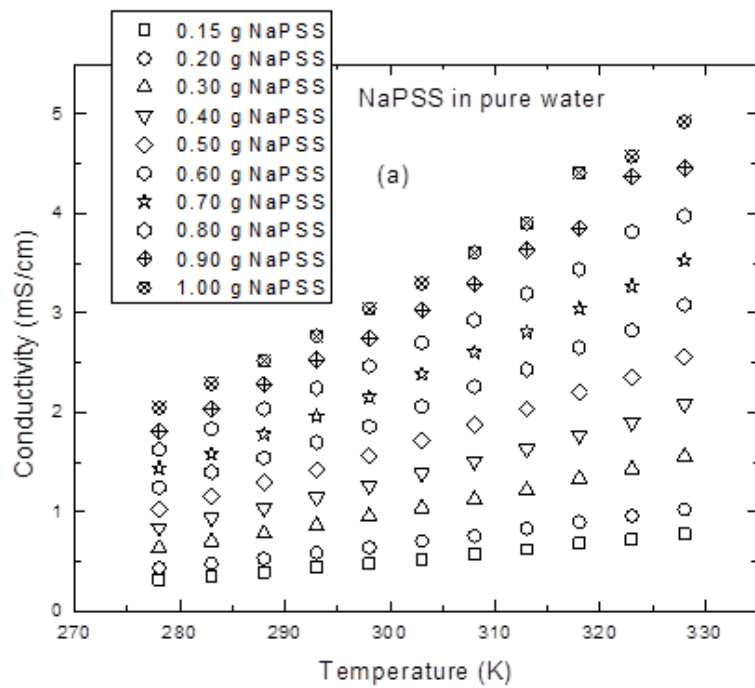 0.15 g NaPSS
0.20 g NaPSS
0.30 g NaPSS
0.40 g NaPSS
0.50 g NaPSS
0.60 g NaPSS
0.70 g NaPSS
0.80 g NaPSS
0.90 g NaPSS
1.00 g NaPSS
NaPSS in pure water
(a)
Conductivity (mS/cm)
5
4
3
2
1
0
270 280 290 300 310 320 330
Temperature (K)